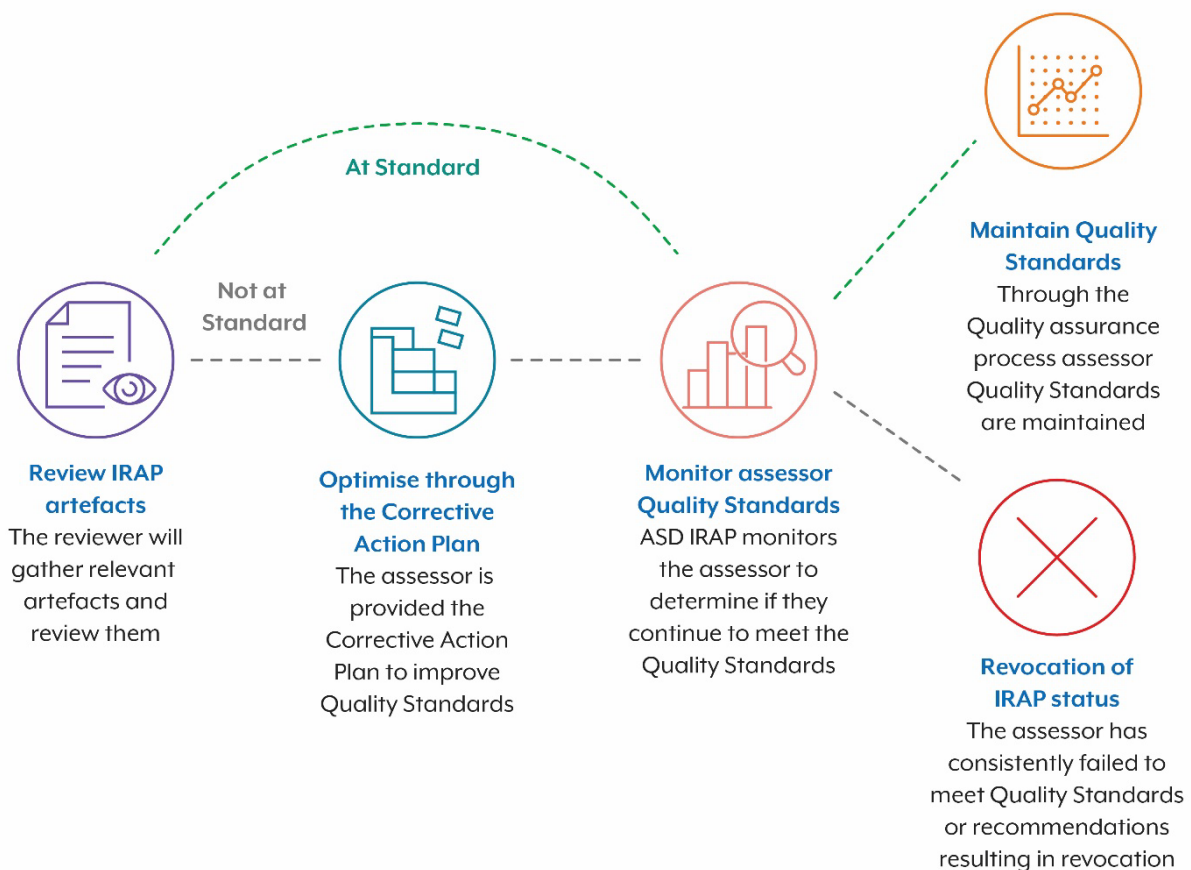 At Standard
Not at
Standard
Review IRAP
artefacts
The reviewer will
gather relevant
artefacts and
review them
Optimise through
the Corrective
Action Plan
The assessor is
provided the
Corrective Action
Plan to improve
Quality Standards
Monitor assessor
Quality Standards
ASD IRAP monitors
the assessor to
determine if they
continue to meet the
Quality Standards
Maintain Quality
Standards
Through the
Quality assurance
process assessor
Quality Standards
are maintained
Revocation of
IRAP status
The assessor has
consistently failed to
meet Quality Standards
or recommendations
resulting in revocation